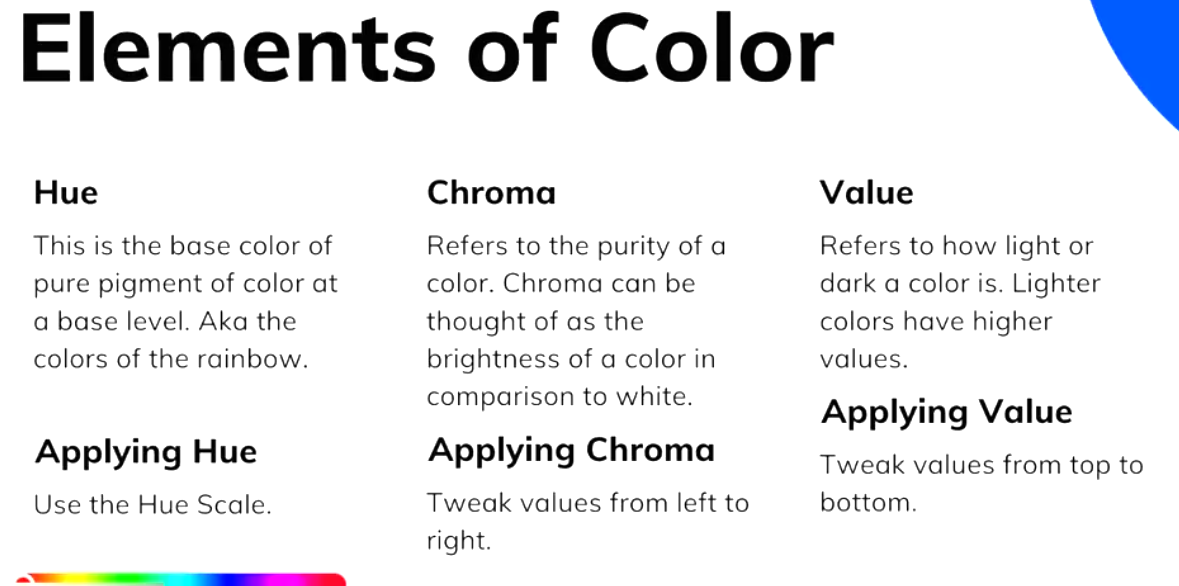 Elements of Color
Hue
This is the base color of
pure pigment of color at
a base level. Aka the
colors of the rainbow.
Applying Hue
Use the Hue Scale.
Chroma
Refers to the purity of a
color. Chroma can be
thought of as the
brightness of a color in
comparison to white.
Applying Chroma
Tweak values from left to
right.
Value
Refers to how light or
dark a color is. Lighter
colors have higher
values.
Applying Value
Tweak values from top to
bottom.